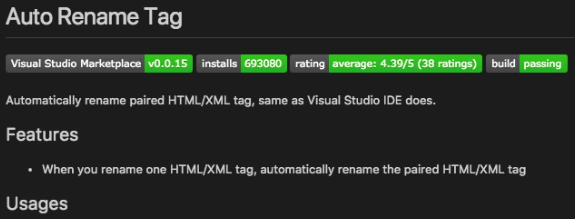 Auto Rename Tag
Visual Studio Marketplace v0.0.15 installs 693080 rating average: 4.39/5 (38 ratings) build passing
Automatically rename paired HTML/XML tag, same as Visual Studio IDE does.
Features
• When you rename one HTML/XML tag, automatically rename the paired HTML/XML tag
Usages